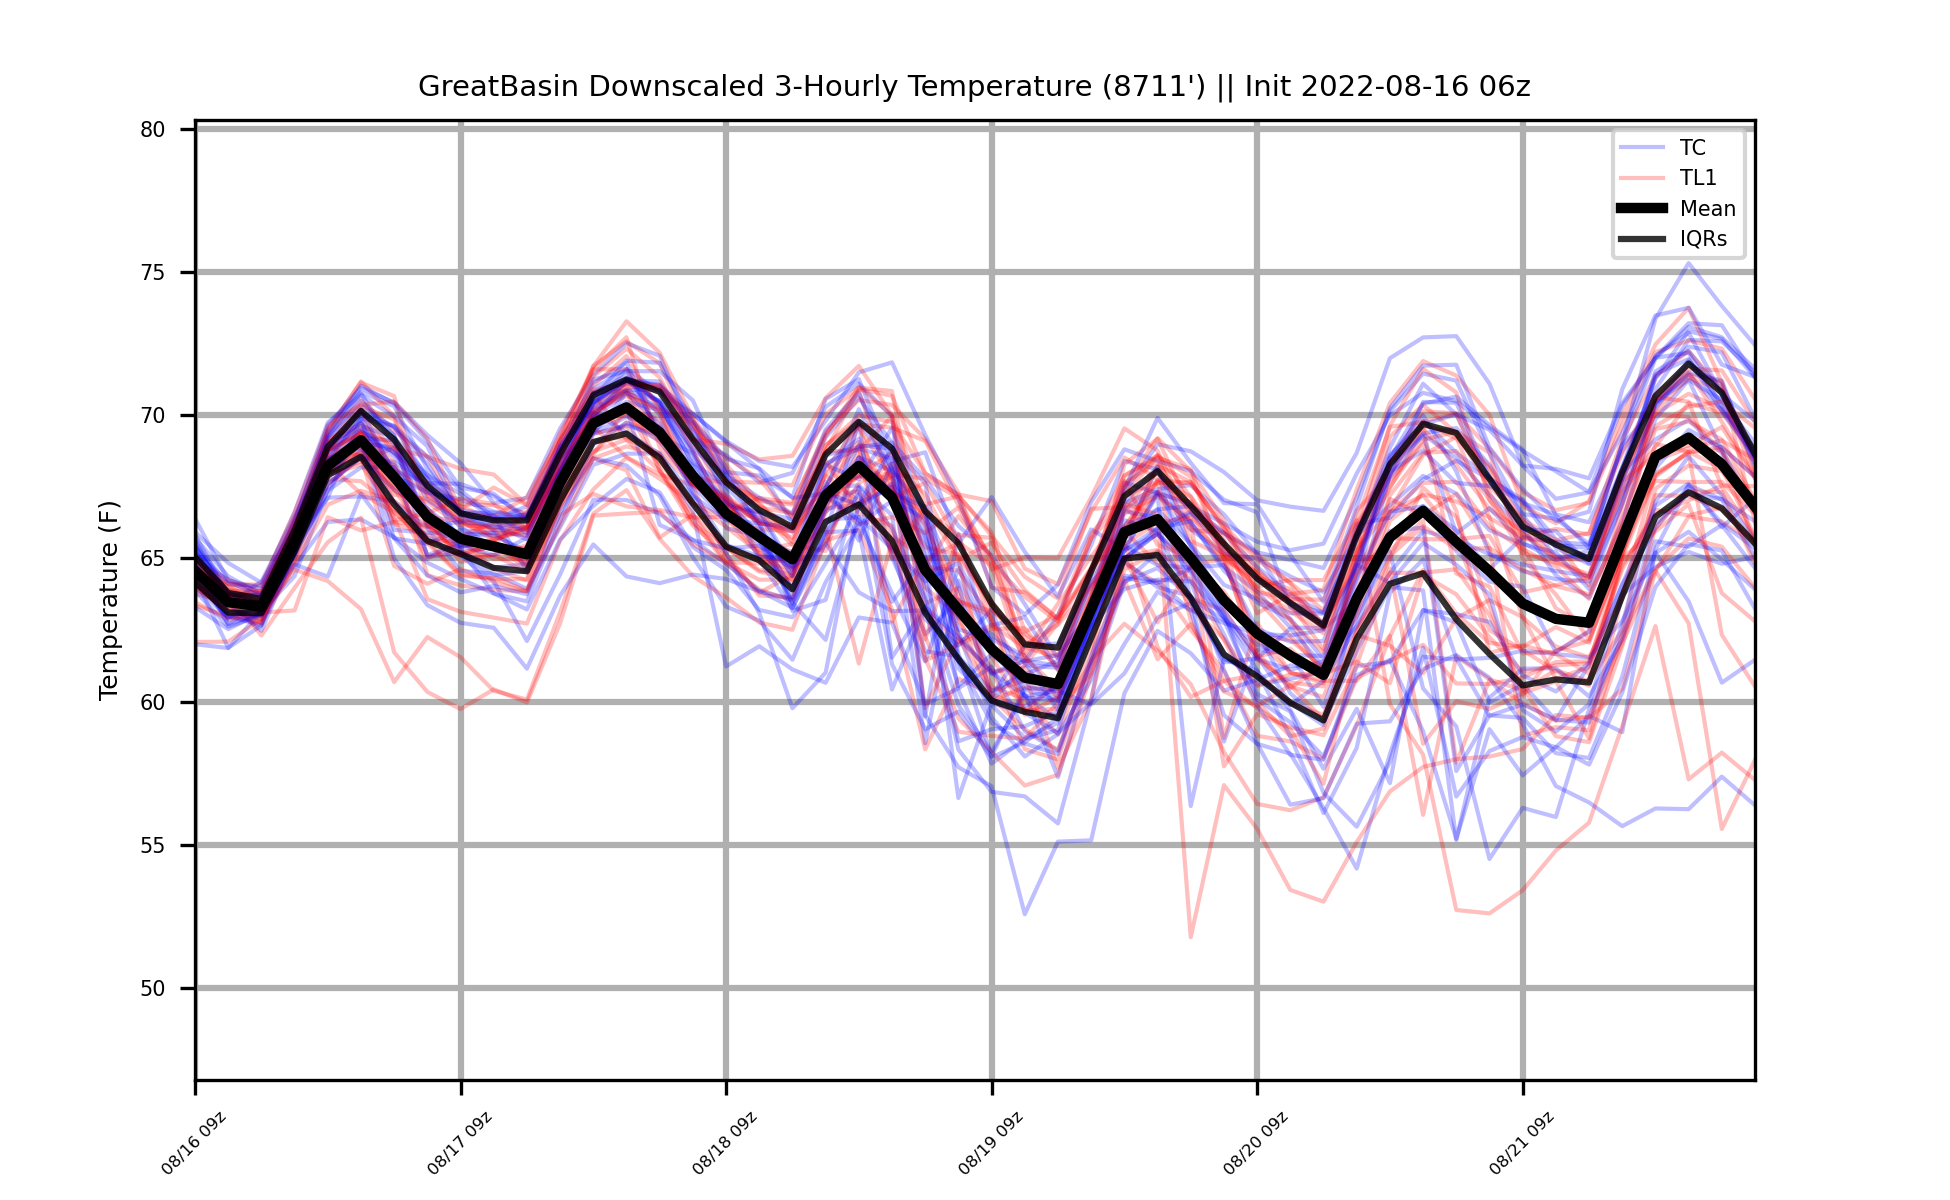 GreatBasin Downscaled 3-Hourly Temperature (8711') || Init 2022-08-16 06z
TC
TL1
Mean
IQRs
80
75
70
65
60
55
50
Temperature (F)
08/16 09z
08/17 09z
08/18 09z
08/19 09z
08/20 09z
08/21 09z